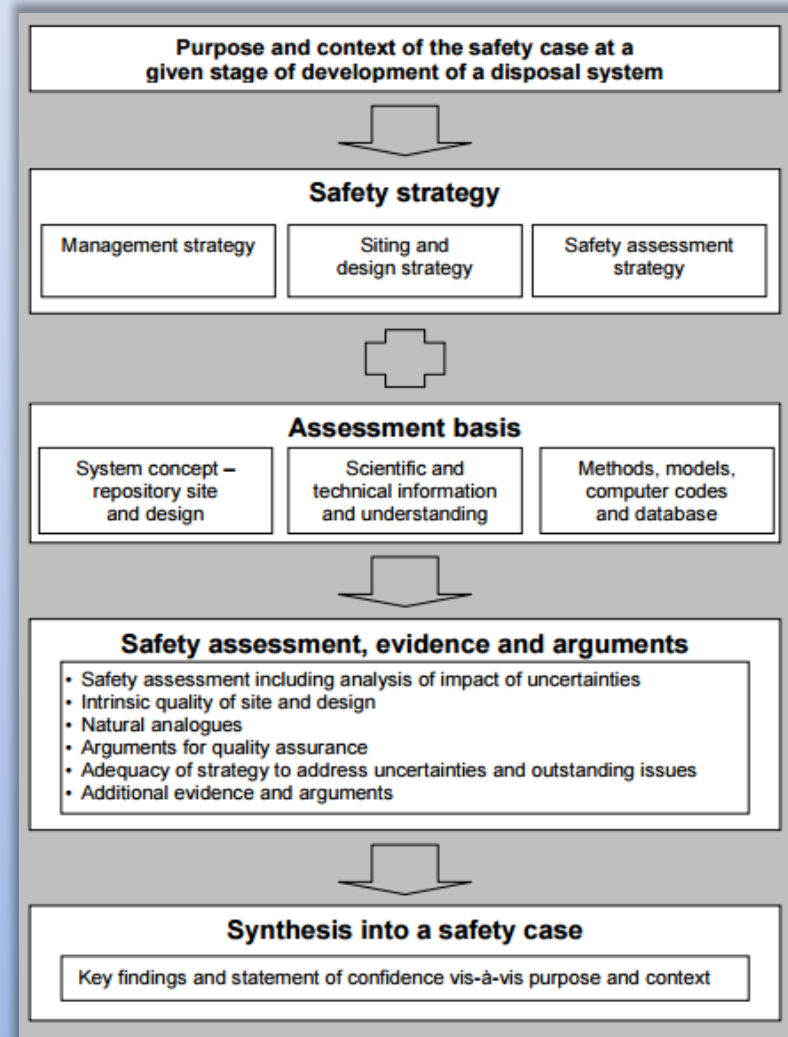 Purpose and context of the safety case at a
given stage of development of a disposal system
Safety strategy
Management strategy
Siting and
design strategy
Safety assessment
strategy
Assessment basis
System concept –
repository site
and design
Scientific and
technical information
and understanding
Methods, models,
computer codes
and database
Safety assessment, evidence and arguments
• Safety assessment including analysis of impact of uncertainties
• Intrinsic quality of site and design
• Natural analogues
• Arguments for quality assurance
• Adequacy of strategy to address uncertainties and outstanding issues
• Additional evidence and arguments
Synthesis into a safety case
Key findings and statement of confidence vis-à-vis purpose and context